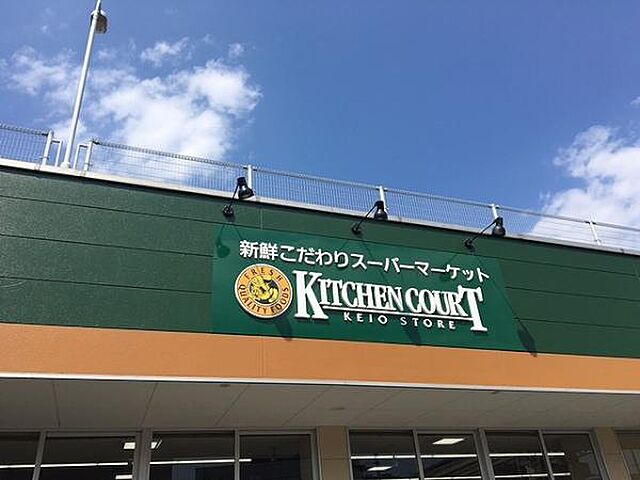 新鮮こだわりスーパーマーケット
FRESH
QUALITY FOODS
KITCHEN COURT
KEIO STORE